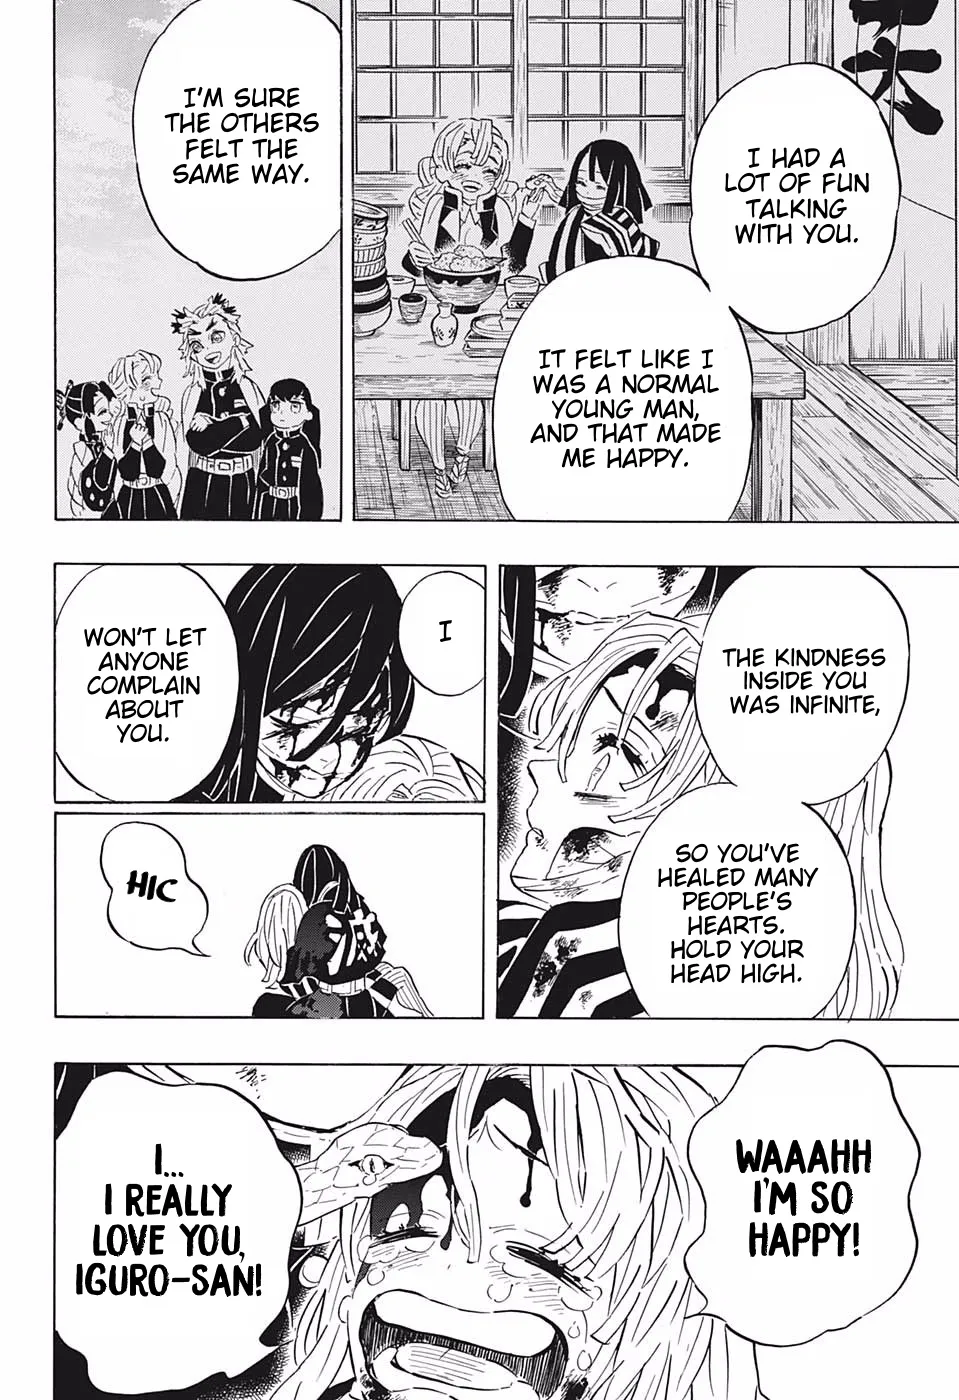 I HAD A
LOT OF FUN
TALKING
WITH YOU.
IT FELT LIKE I
WAS A NORMAL
YOUNG MAN,
AND THAT MADE
ME HAPPY.
I'M SURE
THE OTHERS
FELT THE
SAME WAY.
THE KINDNESS
INSIDE YOU
WAS INFINITE,
SO YOU'VE
HEALED MANY
PEOPLE'S
HEARTS.
HOLD YOUR
HEAD HIGH.
I
WON'T LET
ANYONE
COMPLAIN
ABOUT
YOU.
滅
HIC
WAAAHH
I'M SO
HAPPY!
I...
I REALLY
LOVE YOU,
IGURO-SAN!